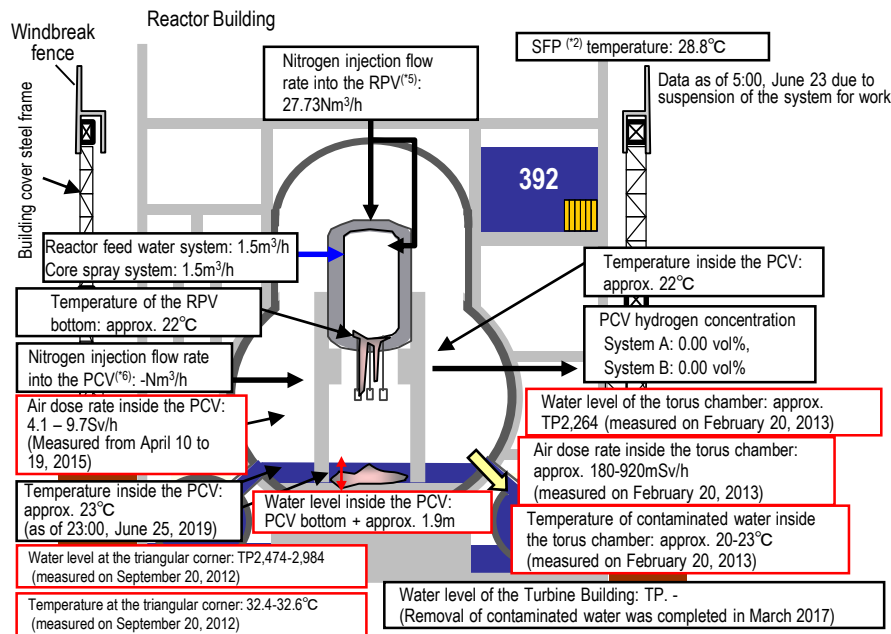 Windbreak
fence
Reactor Building
Building cover steel frame
Nitrogen injection flow
rate into the RPV(*5):
27.73Nm3/h
SFP (*2) temperature: 28.8℃
Data as of 5:00, June 23 due to
suspension of the system for work
392
Reactor feed water system: 1.5m3/h
Core spray system: 1.5m3/h
Temperature of the RPV
bottom: approx. 22℃
Nitrogen injection flow rate
into the PCV(*6): -Nm3/h
Air dose rate inside the PCV:
4.1 – 9.7Sv/h
(Measured from April 10 to
19, 2015)
Temperature inside the PCV:
approx. 23℃
(as of 23:00, June 25, 2019)
Water level at the triangular corner: TP2,474-2,984
(measured on September 20, 2012)
Temperature at the triangular corner: 32.4-32.6℃
(measured on September 20, 2012)
Water level inside the PCV:
PCV bottom + approx. 1.9m
Temperature inside the PCV:
approx. 22℃
PCV hydrogen concentration
System A: 0.00 vol%,
System B: 0.00 vol%
Water level of the torus chamber: approx.
TP2,264 (measured on February 20, 2013)
Air dose rate inside the torus chamber:
approx. 180-920mSv/h
(measured on February 20, 2013)
Temperature of contaminated water inside
the torus chamber: approx. 20-23℃
(measured on February 20, 2013)
Water level of the Turbine Building: TP. -
(Removal of contaminated water was completed in March 2017)